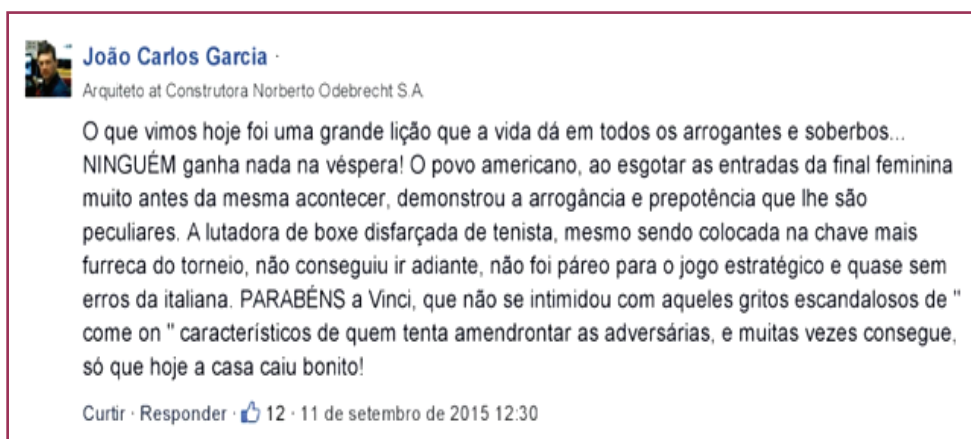 João Carlos Garcia ·
Arquiteto at Construtora Norberto Odebrecht S.A
O que vimos hoje foi uma grande lição que a vida dá em todos os arrogantes e soberbos...
NINGUÉM ganha nada na véspera! O povo americano, ao esgotar as entradas da final feminina
muito antes da mesma acontecer, demonstrou a arrogância e prepotência que lhe são
peculiares. A lutadora de boxe disfarçada de tenista, mesmo sendo colocada na chave mais
furreca do torneio, não conseguiu ir adiante, não foi páreo para o jogo estratégico e quase sem
erros da italiana. PARABÉNS a Vinci, que não se intimidou com aqueles gritos escandalosos de "
come on " característicos de quem tenta amendrontar as adversárias, e muitas vezes consegue,
só que hoje a casa caiu bonito!
Curtir · Responder · 12 · 11 de setembro de 2015 12:30